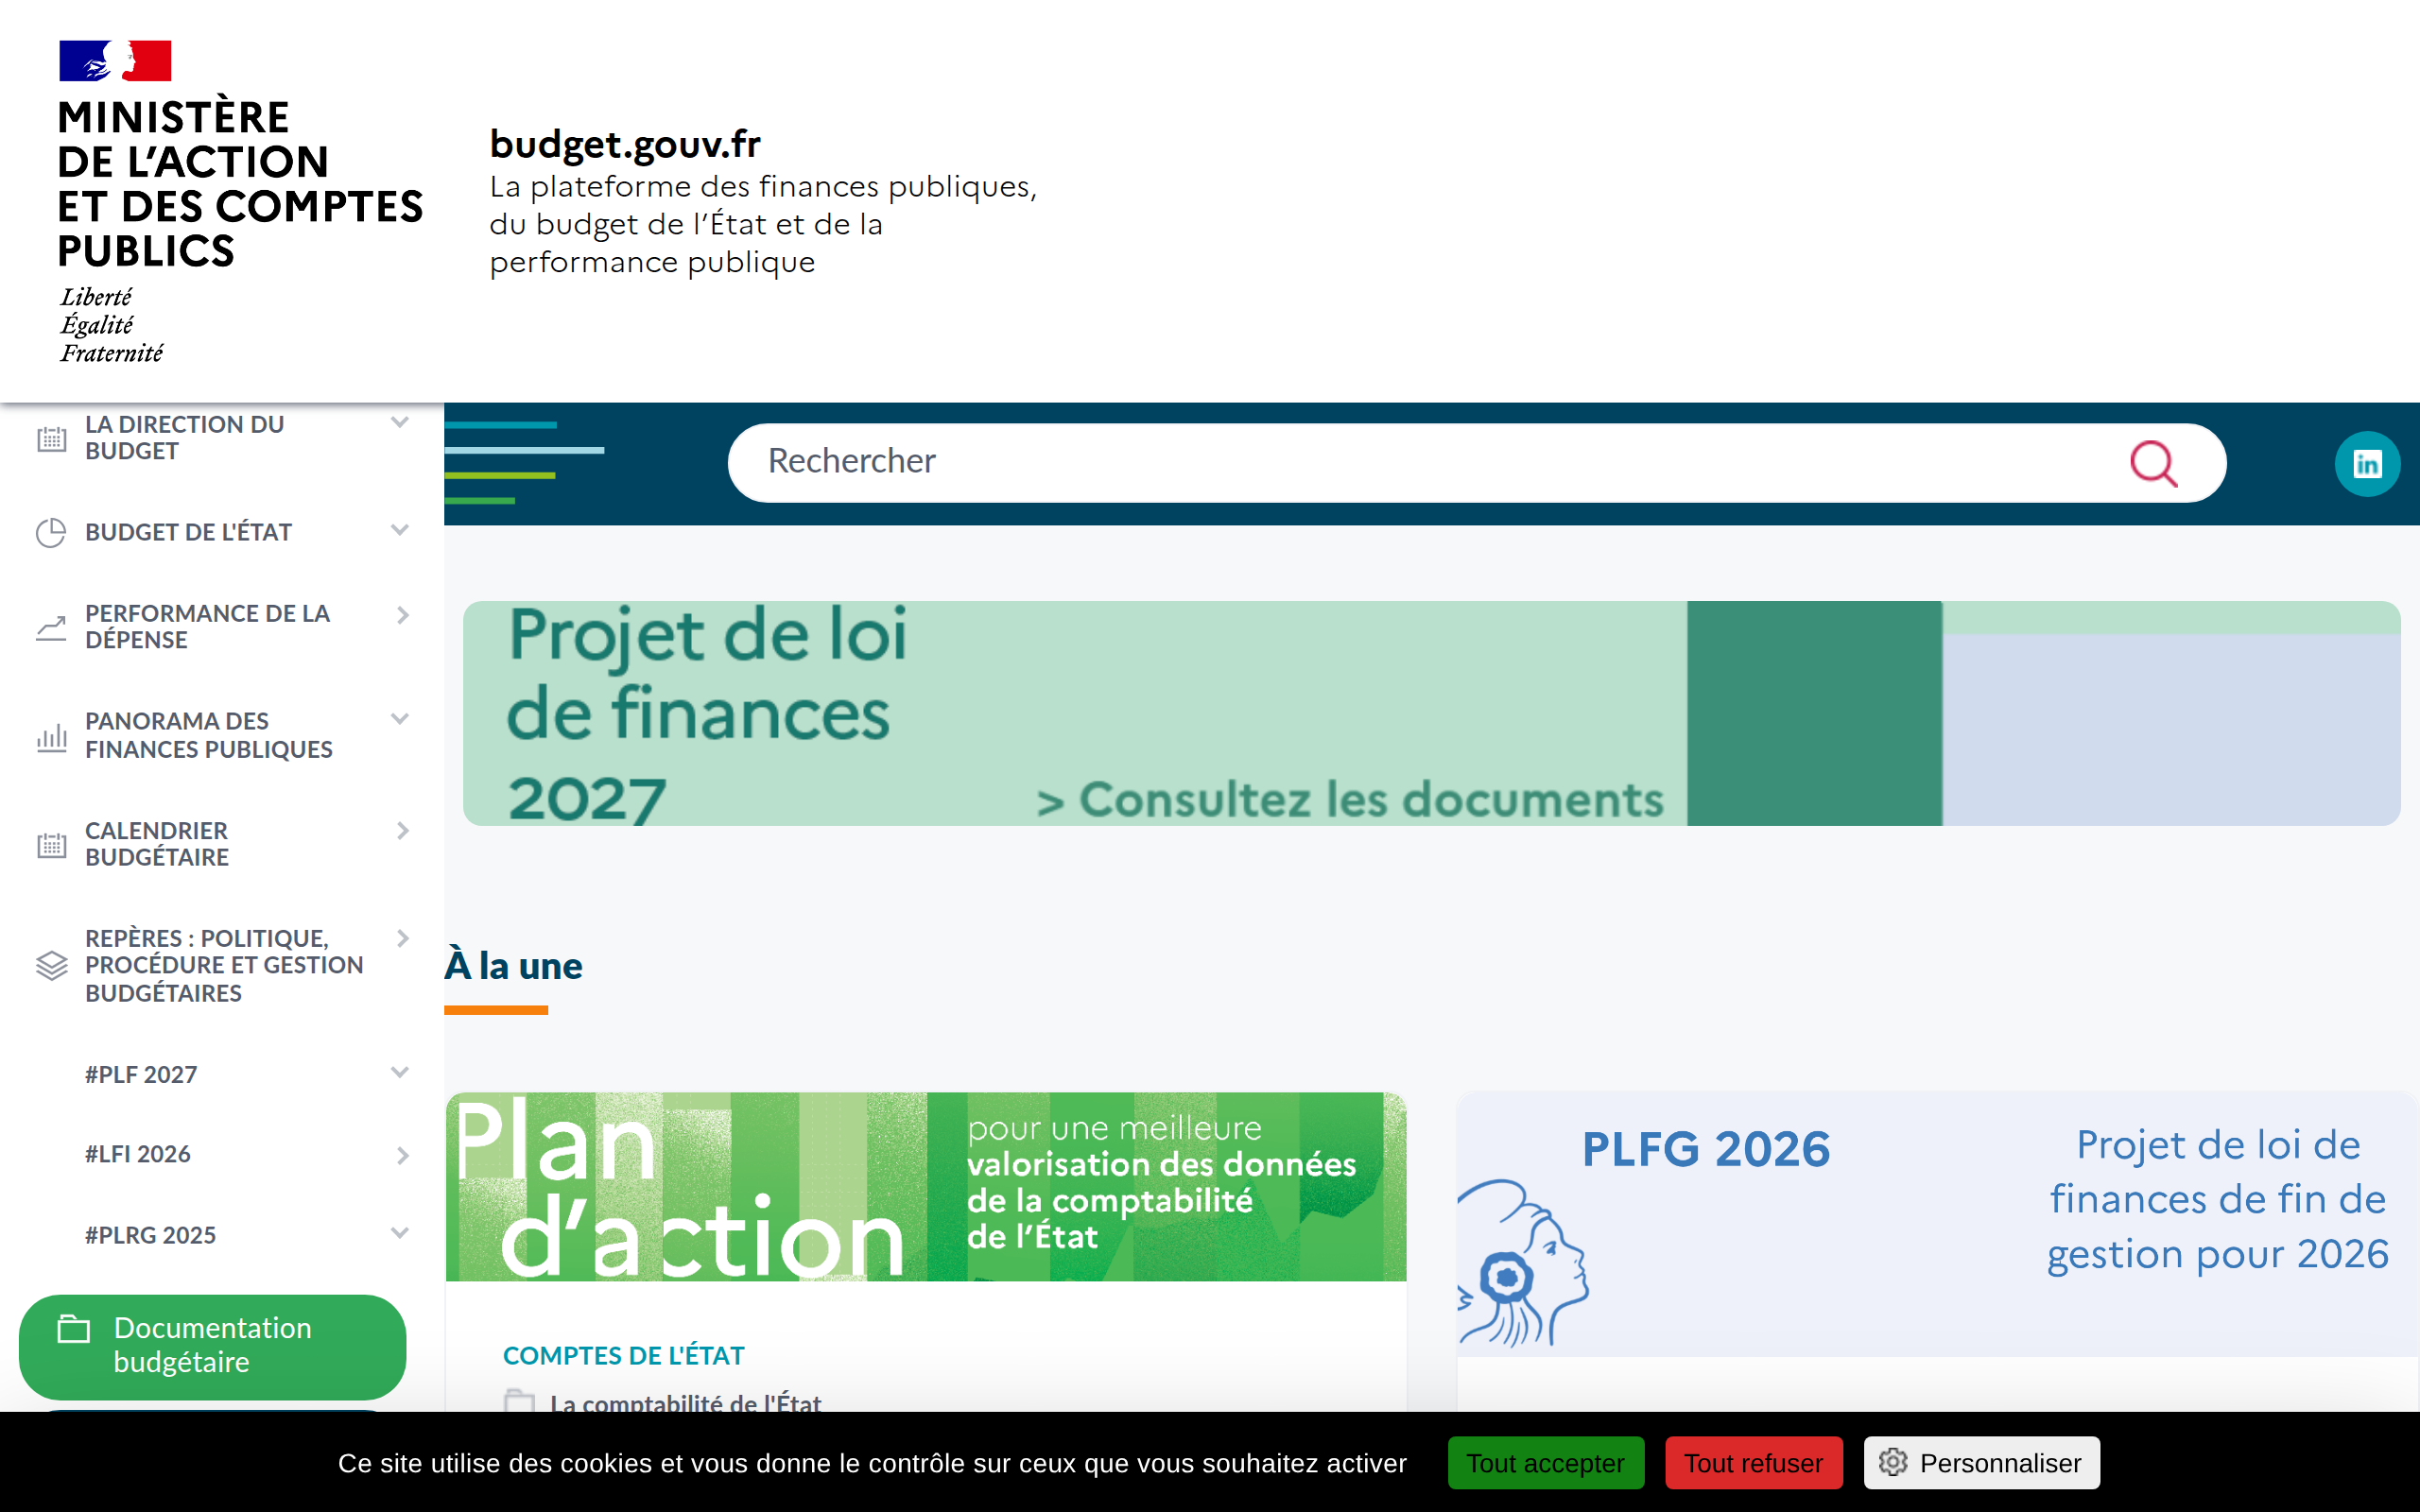 MINISTÈRE
DE L'ACTION
ET DES COMPTES
PUBLICS
Liberté
Égalité
Fraternité
budget.gouv.fr
La plateforme des finances publiques,
du budget de l'État et de la
performance publique
LA DIRECTION DU
BUDGET
BUDGET DE L'ÉTAT
PERFORMANCE DE LA
DÉPENSE
PANORAMA DES
FINANCES PUBLIQUES
CALENDRIER
BUDGÉTAIRE
REPÈRES : POLITIQUE,
PROCÉDURE ET GESTION
BUDGÉTAIRES
#PLF 2027
#LFI 2026
#PLRG 2025
Documentation
budgétaire
Rechercher
in
Projet de loi
de finances
2027
> Consultez les documents
À la une
Plan
d'action
pour une meilleure
valorisation des données
de la comptabilité
de l'État
COMPTES DE L'ÉTAT
La comptabilité de l'État
PLFG 2026
Projet de loi de
finances de fin de
gestion pour 2026
Ce site utilise des cookies et vous donne le contrôle sur ceux que vous souhaitez activer
Tout accepter
Tout refuser
Personnaliser